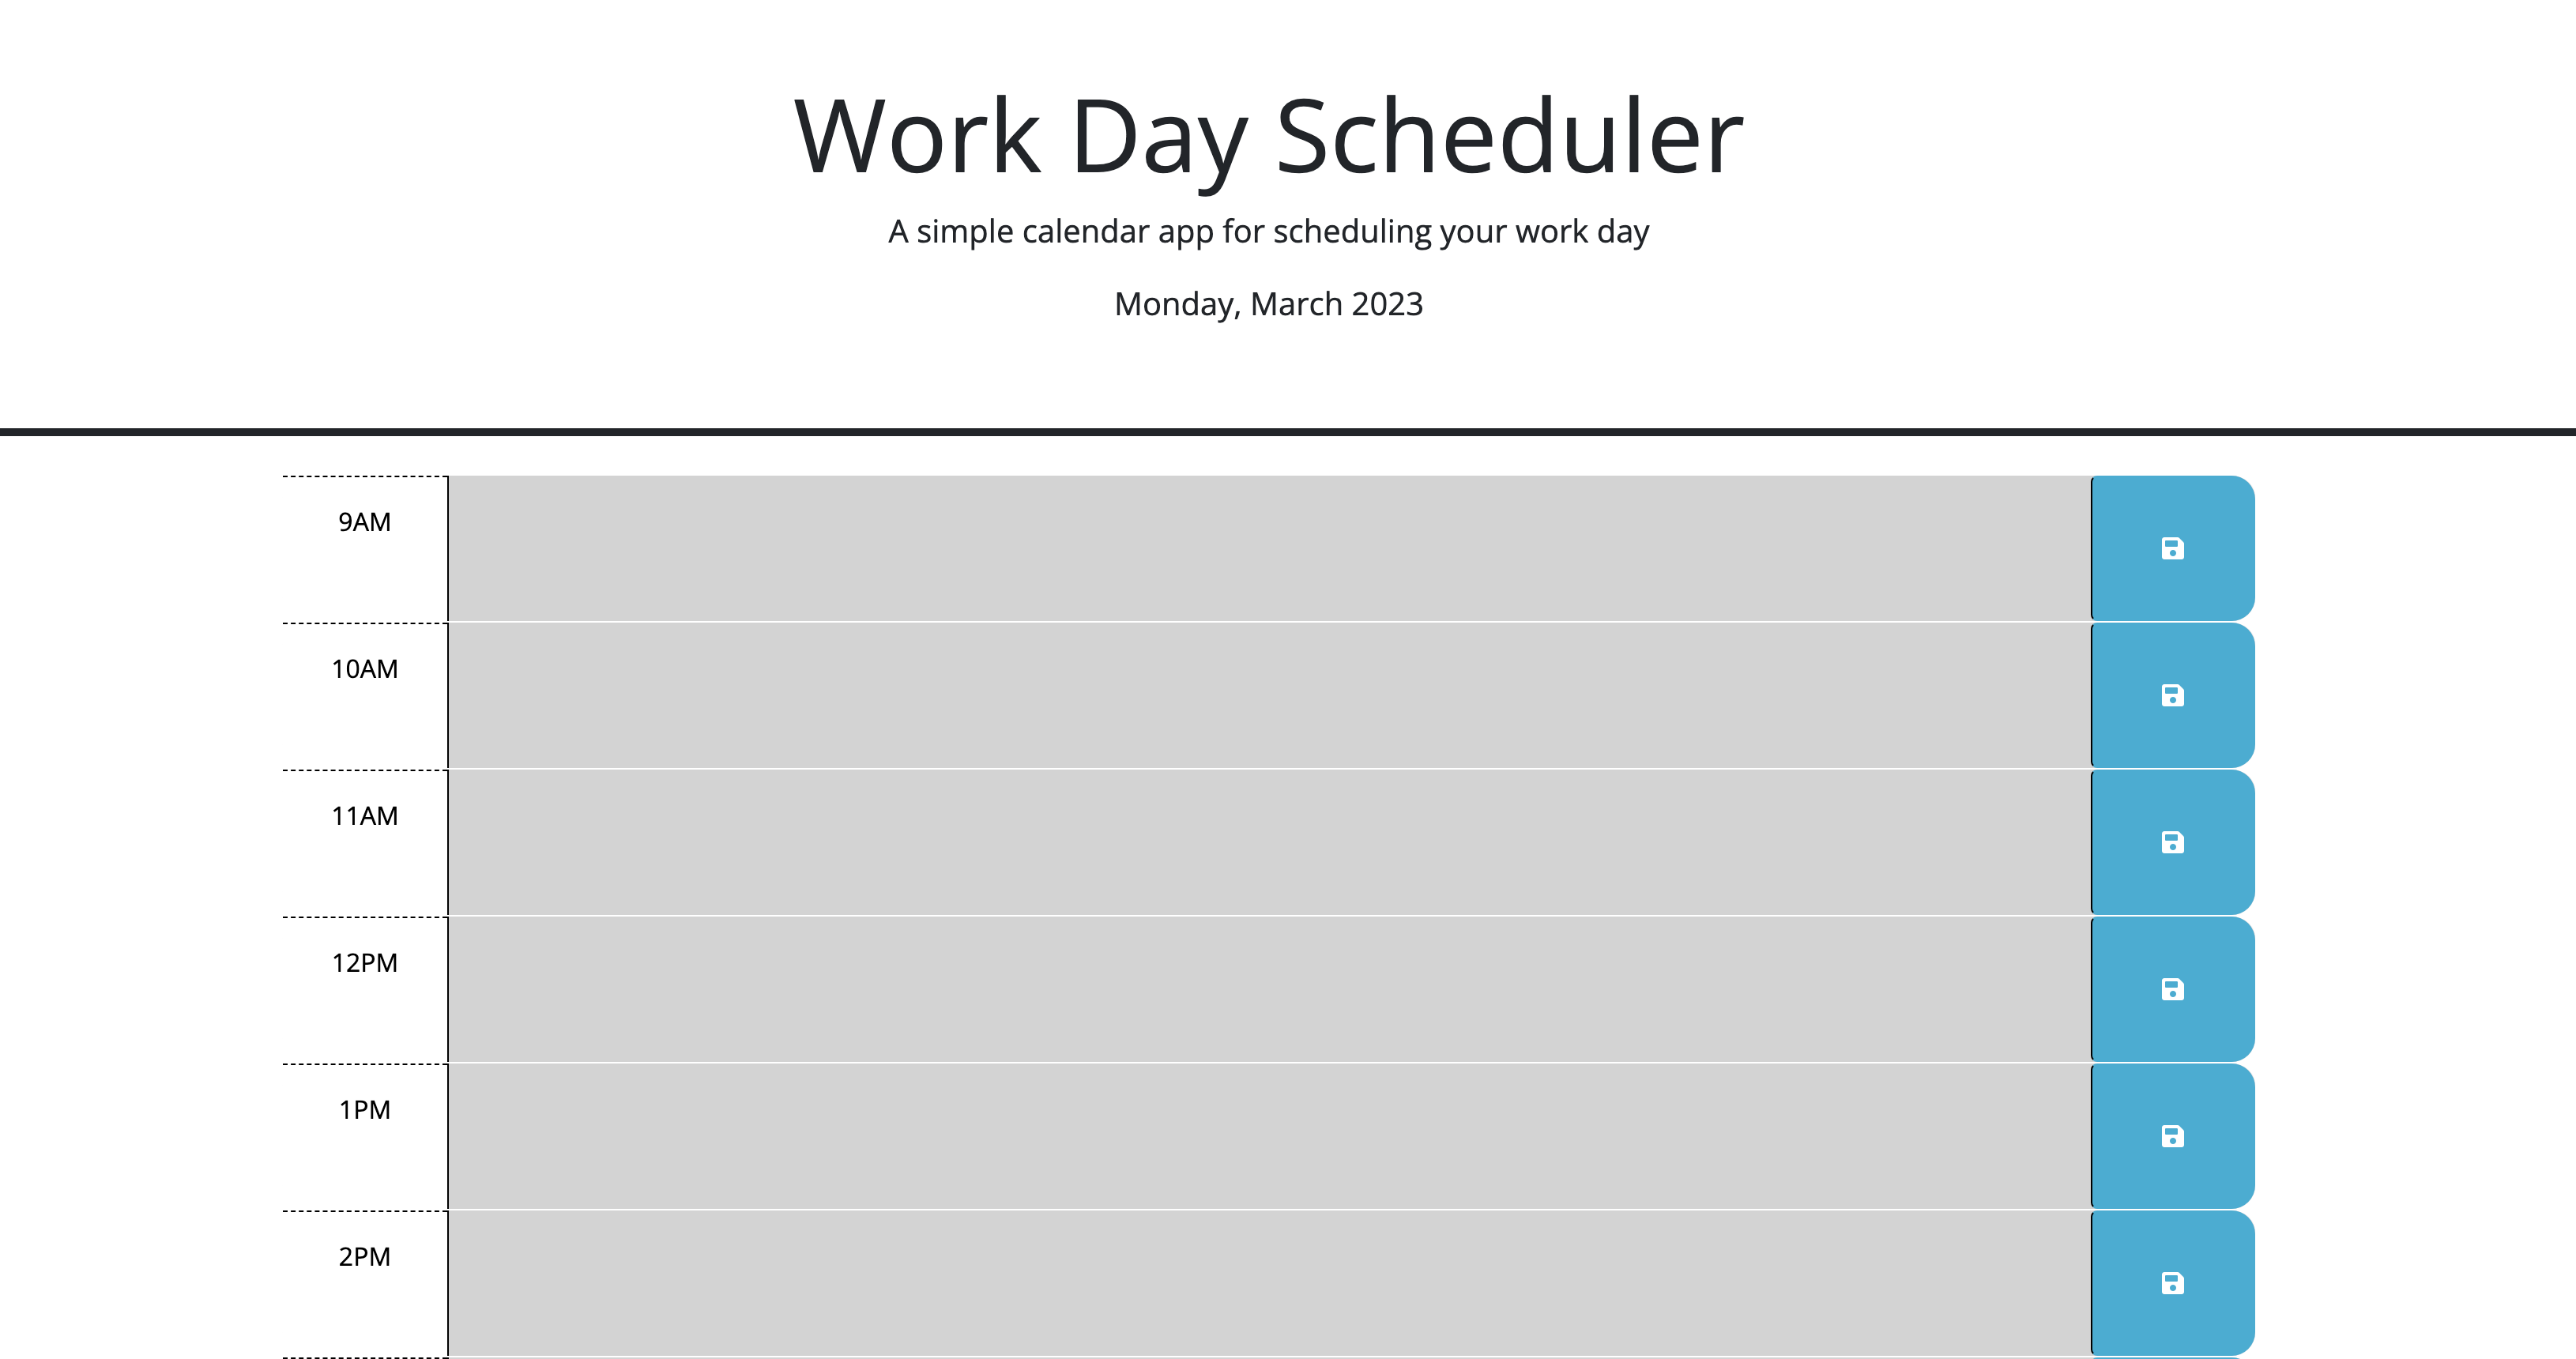 Work Day Scheduler
A simple calendar app for scheduling your work day
Monday, March 2023
9AM
10AM
11AM
12PM
1PM
2PM